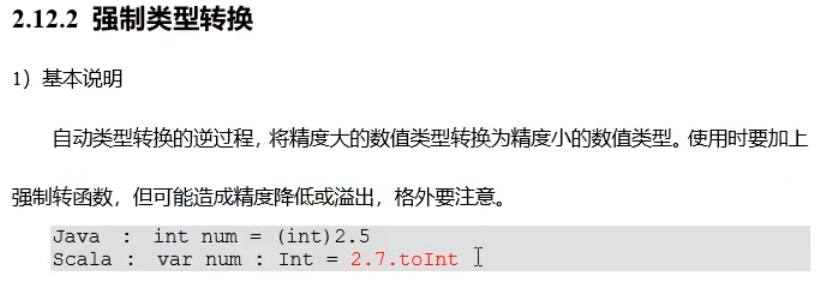 2.12.2 强制类型转换
1）基本说明
自动类型转换的逆过程，将精度大的数值类型转换为精度小的数值类型。使用时要加上
强制转函数，但可能造成精度降低或溢出，格外要注意。
Java : int num = (int)2.5
Scala : var num : Int = 2.7.toInt